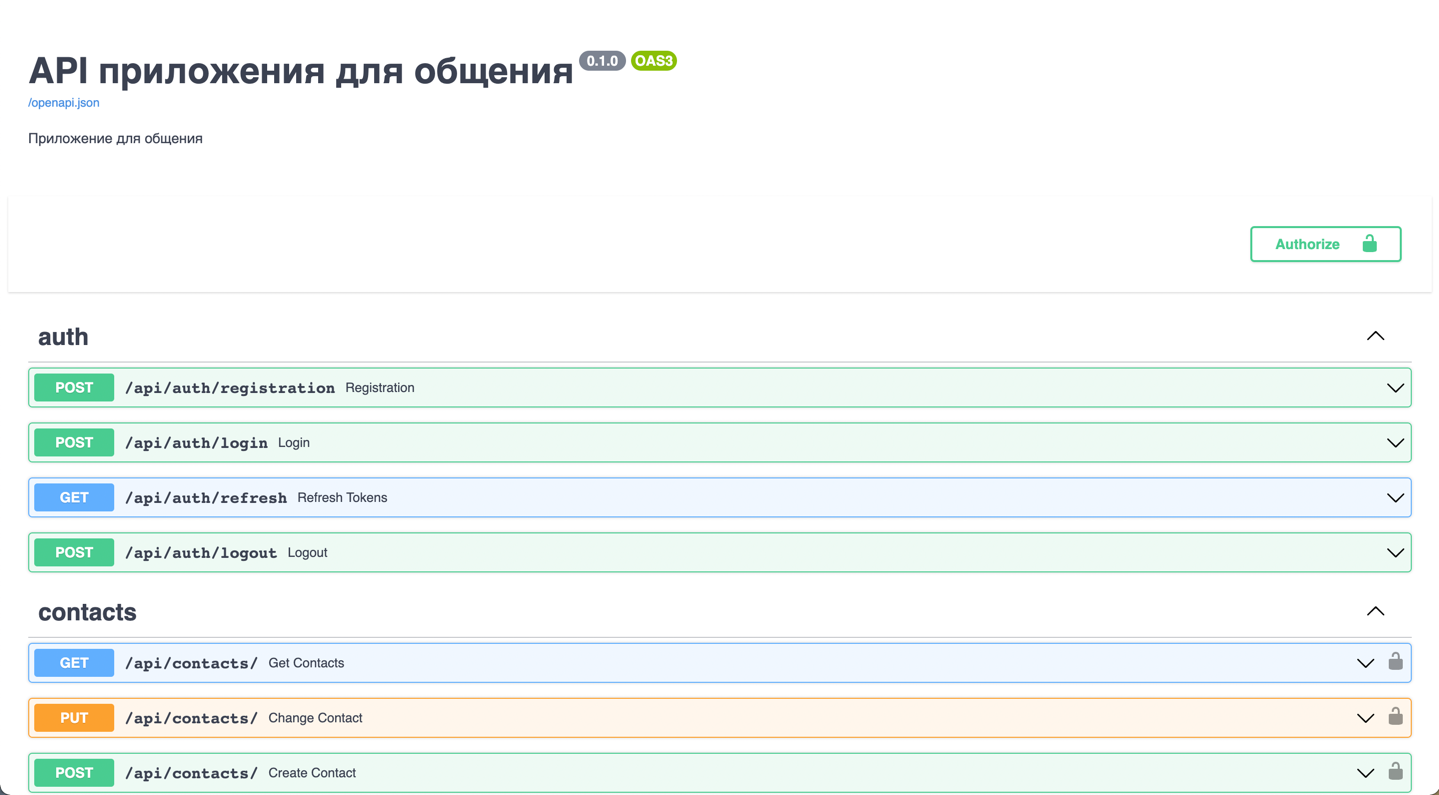 API приложения для общения 0.1.0 OAS3
/openapi.json
Приложение для общения
Authorize
auth
POST /api/auth/registration Registration
POST /api/auth/login Login
GET /api/auth/refresh Refresh Tokens
POST /api/auth/logout Logout
contacts
GET /api/contacts/ Get Contacts
PUT /api/contacts/ Change Contact
POST /api/contacts/ Create Contact